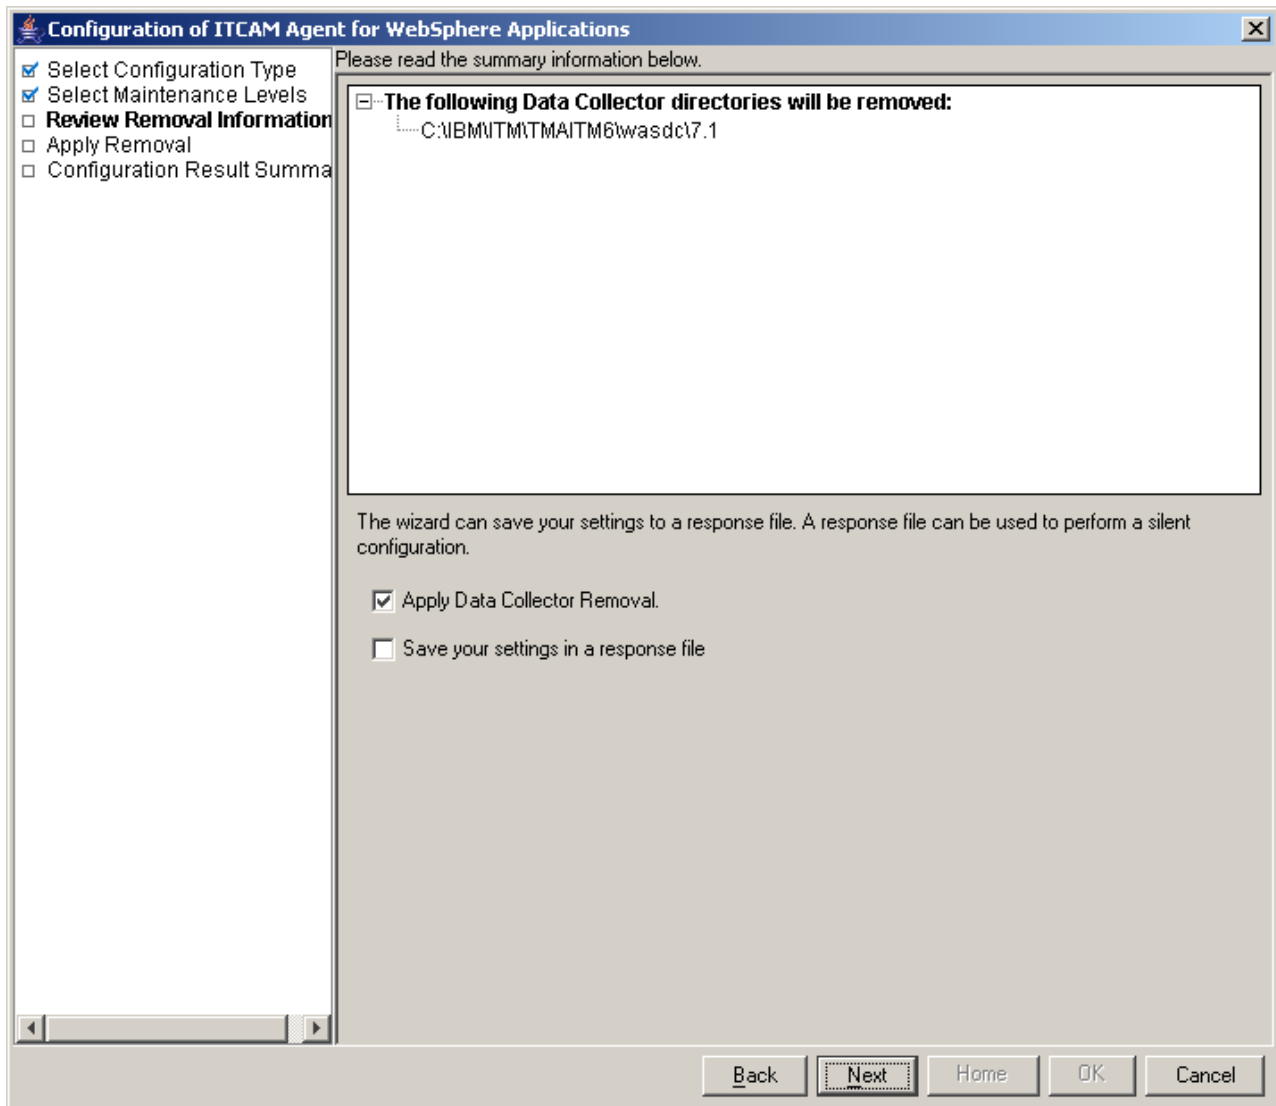 Configuration of ITCAM Agent for WebSphere Applications
Select Configuration Type
Select Maintenance Levels
Review Removal Information
Apply Removal
Configuration Result Summa
Please read the summary information below.
The following Data Collector directories will be removed:
C:\IBM\ITM\TMAITM6\wasdc\7.1
The wizard can save your settings to a response file. A response file can be used to perform a silent
configuration.
Apply Data Collector Removal.
Save your settings in a response file
Back Next Home OK Cancel